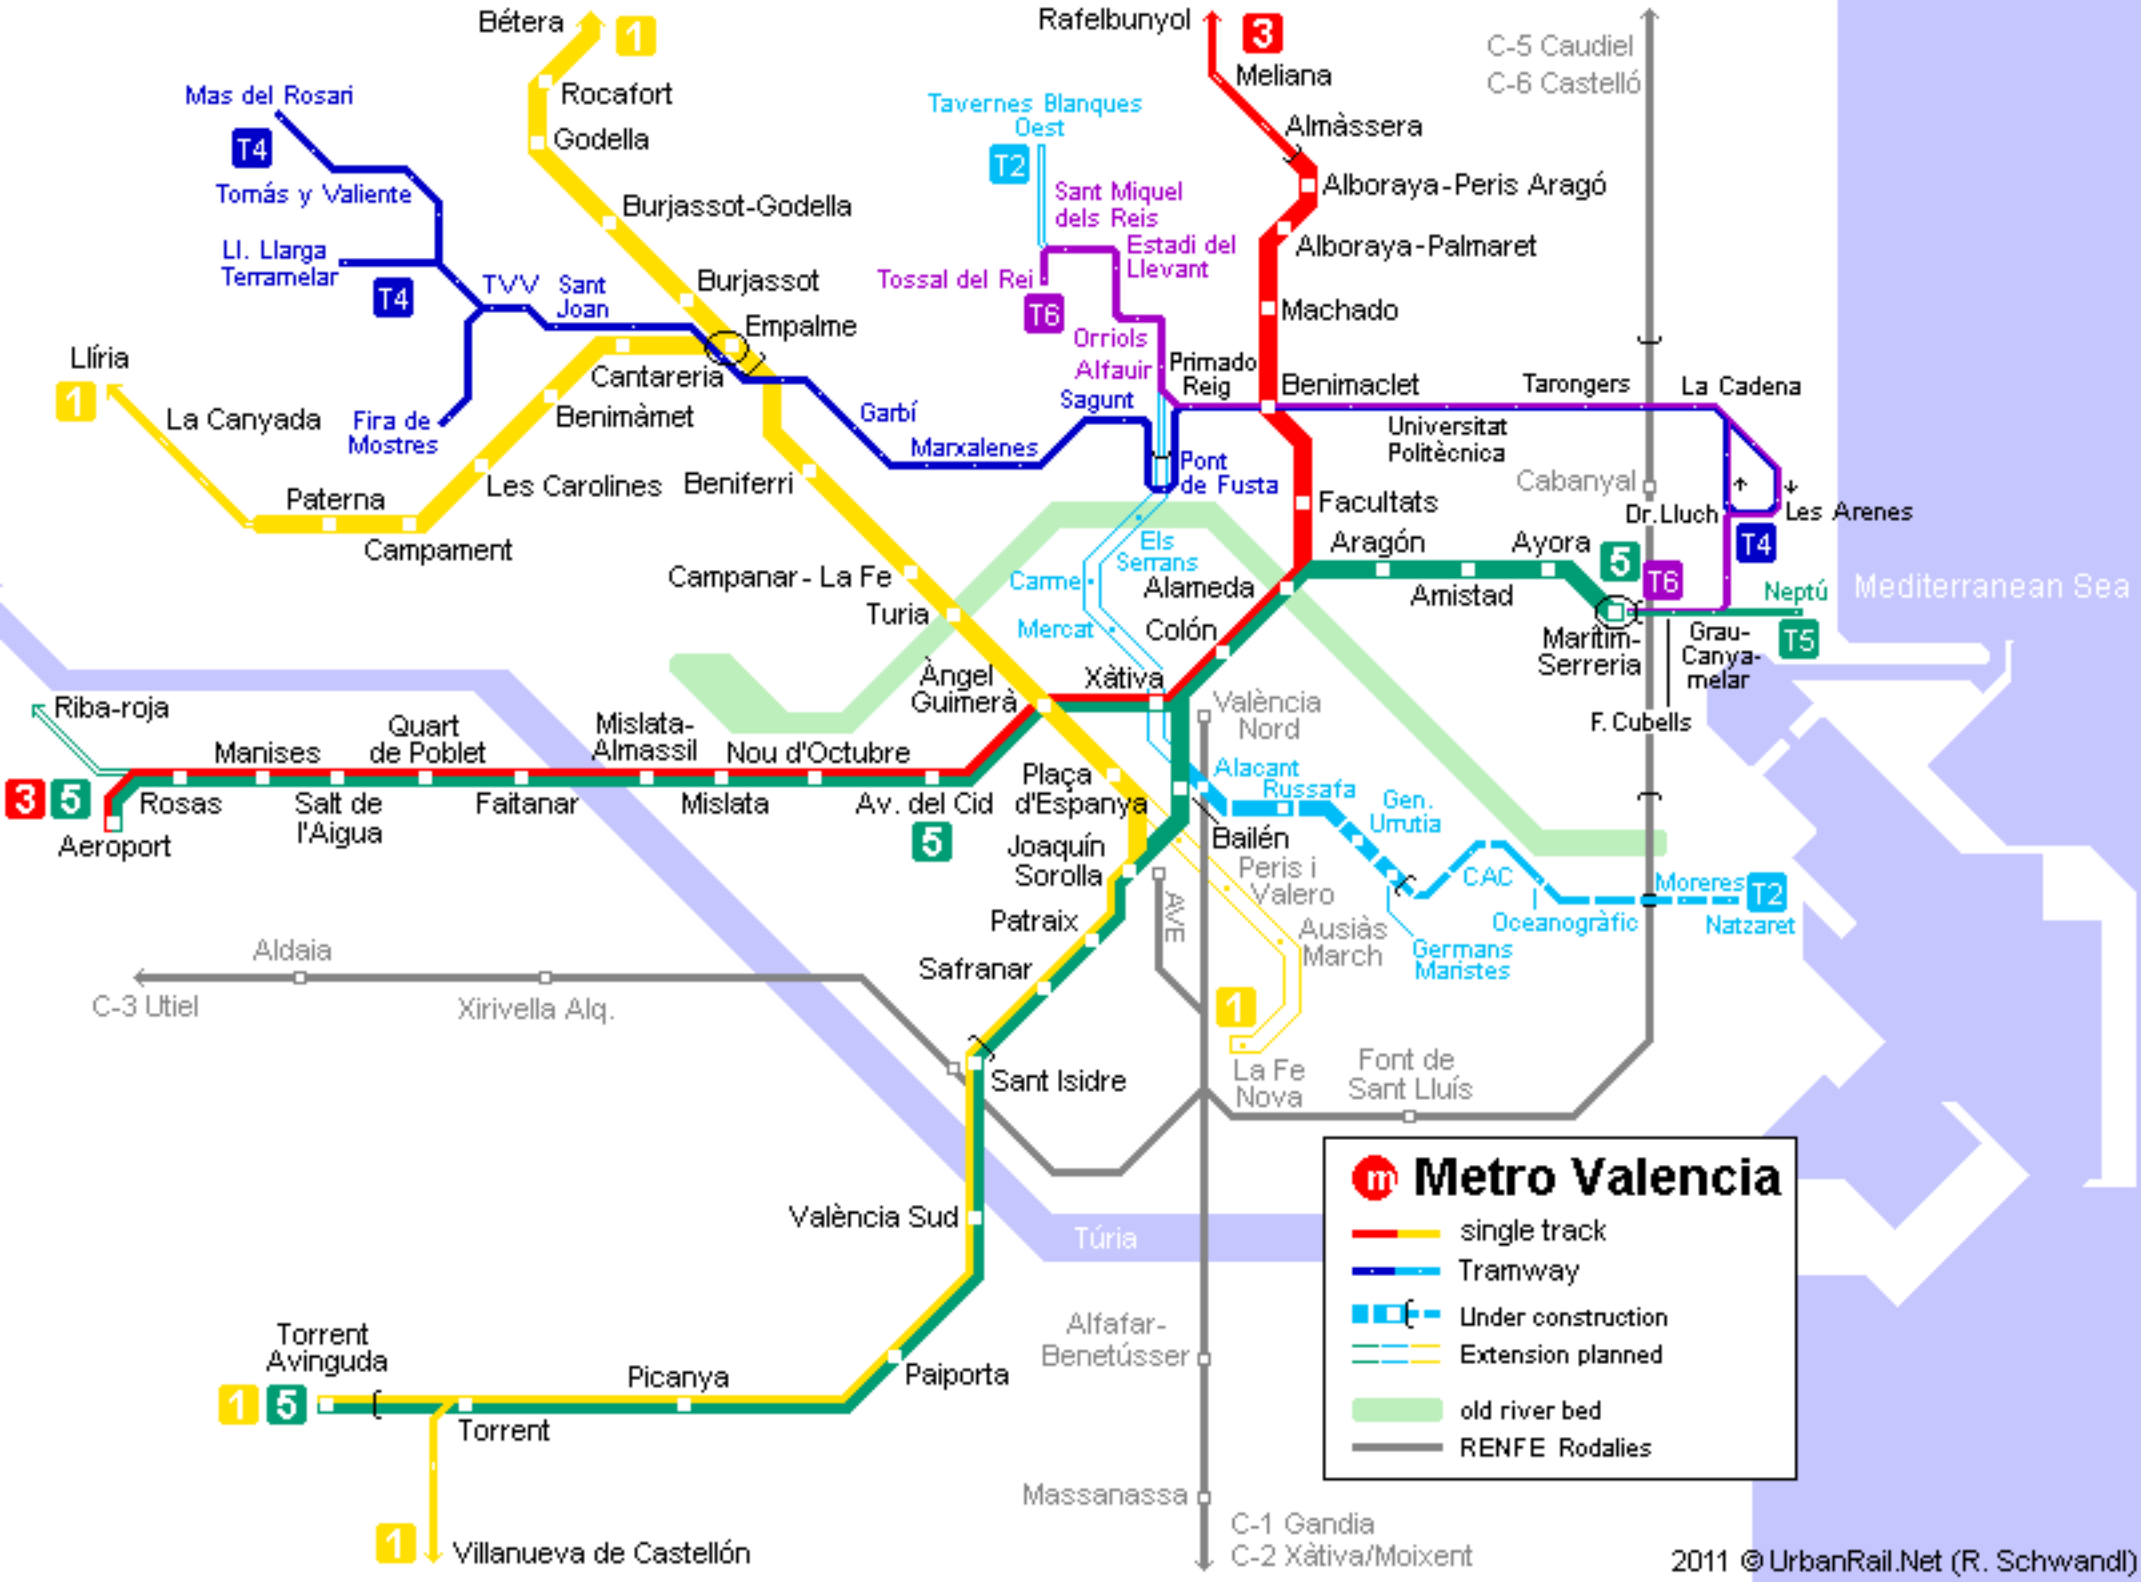 Bétera
1
Rafelbunyol
3
C-5 Caudiel
C-6 Castelló
Rocafort
Meliana
Mas del Rosari
T4
Tavernes Blanques
Oest
T2
Godella
Almàssera
Tomás y Valiente
Burjassot-Godella
Sant Miquel
dels Reis
Alboraya-Peris Aragó
Ll. Llarga
Terramelar
T4
TVV
Sant
Joan
Burjassot
Tossal del Rei
T6
Estadi del
Llevant
Alboraya-Palmaret
Empalme
Machado
Orriols
Alfauir
Primado
Reig
Llíria
1
La Canyada
Cantareria
Benimàmet
Fira de
Mostres
Garbí
Sagunt
Benimaclet
Tarongers
La Cadena
Marxalenes
Universitat
Politècnica
Pont
de Fusta
Paterna
Les Carolines
Beniferri
Cabanyal
Facultats
Dr.Lluch
Les Arenes
Campament
Els
Serrans
Aragón
Ayora
5
T4
T6
Campanar-La Fe
Carme
Alameda
Amistad
Neptú
T5
Mediterranean Sea
Turia
Mercat
Colón
Marítim-
Serreria
Grau-
Canya-
melar
Àngel
Guimerà
Xàtiva
València
Nord
F. Cubells
Riba-roja
Manises
Quart
de Poblet
Mislata-
Almassil
Nou d'Octubre
3
5
Aeroport
Rosas
Salt de
l'Aigua
Faitanar
Mislata
Av. del Cid
5
Plaça
d'Espanya
Alacant
Russafa
Gen.
Urrutia
Bailén
Joaquín
Sorolla
Peris i
Valero
CAC
Moreres
T2
AVE
Oceanogràfic
Natzaret
Patraix
Ausiàs
March
Germans
Maristes
Aldaia
Safranar
C-3 Utiel
Xirivella Alq.
1
Sant Isidre
La Fe
Nova
Font de
Sant Lluís
València Sud
Túria
Metro Valencia
m
single track
Tramway
Under construction
Extension planned
old river bed
RENFE Rodalies
Torrent
Avinguda
1
5
Picanya
Paiporta
Torrent
Alfafar-
Benetússer
Massanassa
1
Villanueva de Castellón
C-1 Gandia
C-2 Xàtiva/Moixent
2011 © UrbanRail.Net (R. Schwandl)